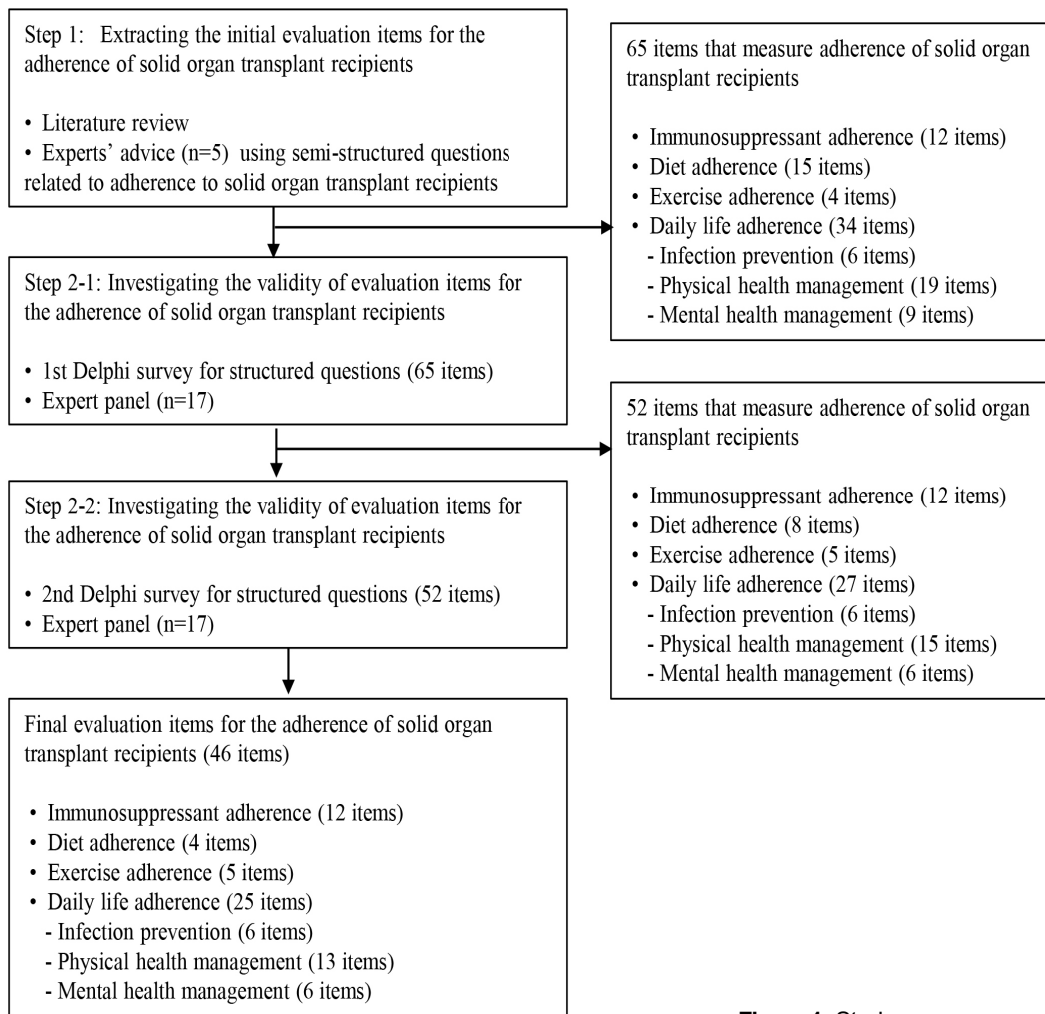 Step 1: Extracting the initial evaluation items for the
adherence of solid organ transplant recipients
• Literature review
• Experts' advice (n=5) using semi-structured questions
related to adherence to solid organ transplant recipients
65 items that measure adherence of solid organ
transplant recipients
• Immunosuppressant adherence (12 items)
• Diet adherence (15 items)
• Exercise adherence (4 items)
• Daily life adherence (34 items)
- Infection prevention (6 items)
- Physical health management (19 items)
- Mental health management (9 items)
Step 2-1: Investigating the validity of evaluation items for
the adherence of solid organ transplant recipients
• 1st Delphi survey for structured questions (65 items)
• Expert panel (n=17)
52 items that measure adherence of solid organ
transplant recipients
• Immunosuppressant adherence (12 items)
• Diet adherence (8 items)
• Exercise adherence (5 items)
• Daily life adherence (27 items)
- Infection prevention (6 items)
- Physical health management (15 items)
- Mental health management (6 items)
Step 2-2: Investigating the validity of evaluation items for
the adherence of solid organ transplant recipients
• 2nd Delphi survey for structured questions (52 items)
• Expert panel (n=17)
Final evaluation items for the adherence of solid organ
transplant recipients (46 items)
• Immunosuppressant adherence (12 items)
• Diet adherence (4 items)
• Exercise adherence (5 items)
• Daily life adherence (25 items)
- Infection prevention (6 items)
- Physical health management (13 items)
- Mental health management (6 items)